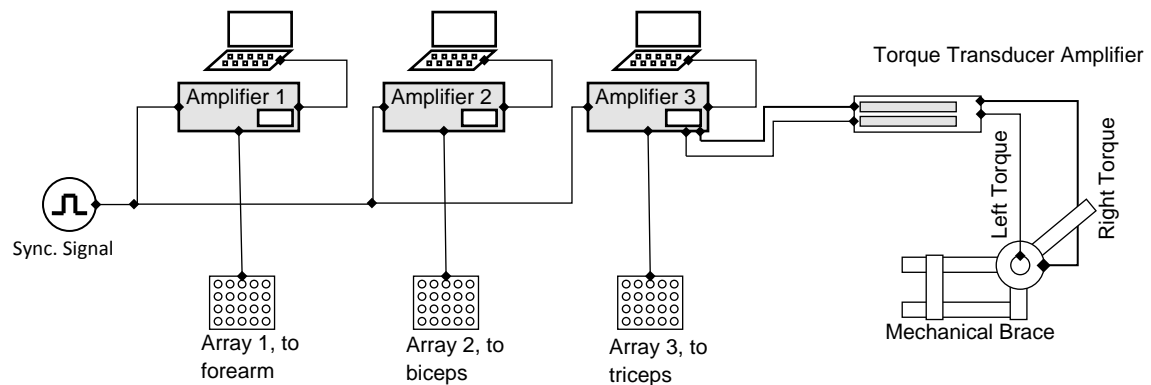 Torque Transducer Amplifier
Amplifier 1
Amplifier 2
Amplifier 3
Left Torque
Right Torque
Sync. Signal
Mechanical Brace
Array 1, to
forearm
Array 2, to
biceps
Array 3, to
triceps